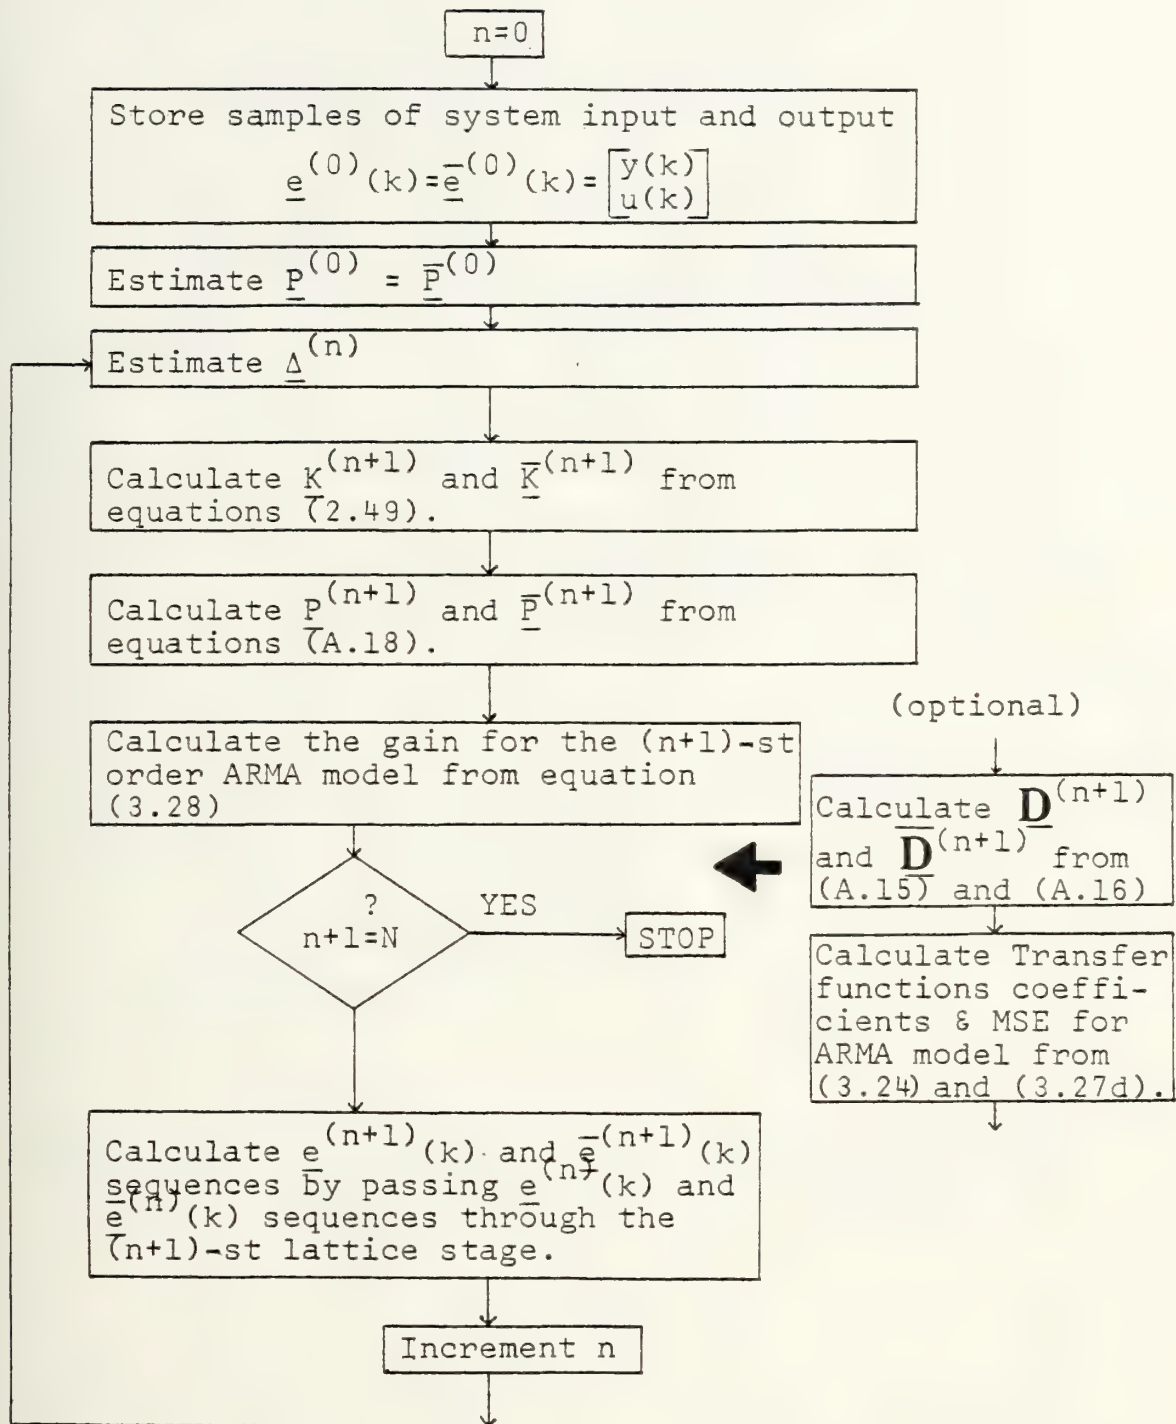 n=0
Store samples of system input and output
e̲^(0)(k)=e̲̅^(0)(k)=[y(k) u(k)]
Estimate P̲^(0) = P̲̅^(0)
Estimate Δ̲^(n)
Calculate K̲^(n+1) and K̲̅^(n+1) from
equations (2.49).
Calculate P̲^(n+1) and P̲̅^(n+1) from
equations (A.18).
Calculate the gain for the (n+1)-st
order ARMA model from equation
(3.28)
(optional)
Calculate D̲^(n+1)
and D̲̅^(n+1) from
(A.15) and (A.16)
Calculate Transfer
functions coeffi-
cients & MSE for
ARMA model from
(3.24) and (3.27d).
?
n+1=N
YES
STOP
Calculate e̲^(n+1)(k) and e̲̅^(n+1)(k)
sequences by passing e̲^(n)(k) and
e̲̅^(n)(k) sequences through the
(n+1)-st lattice stage.
Increment n